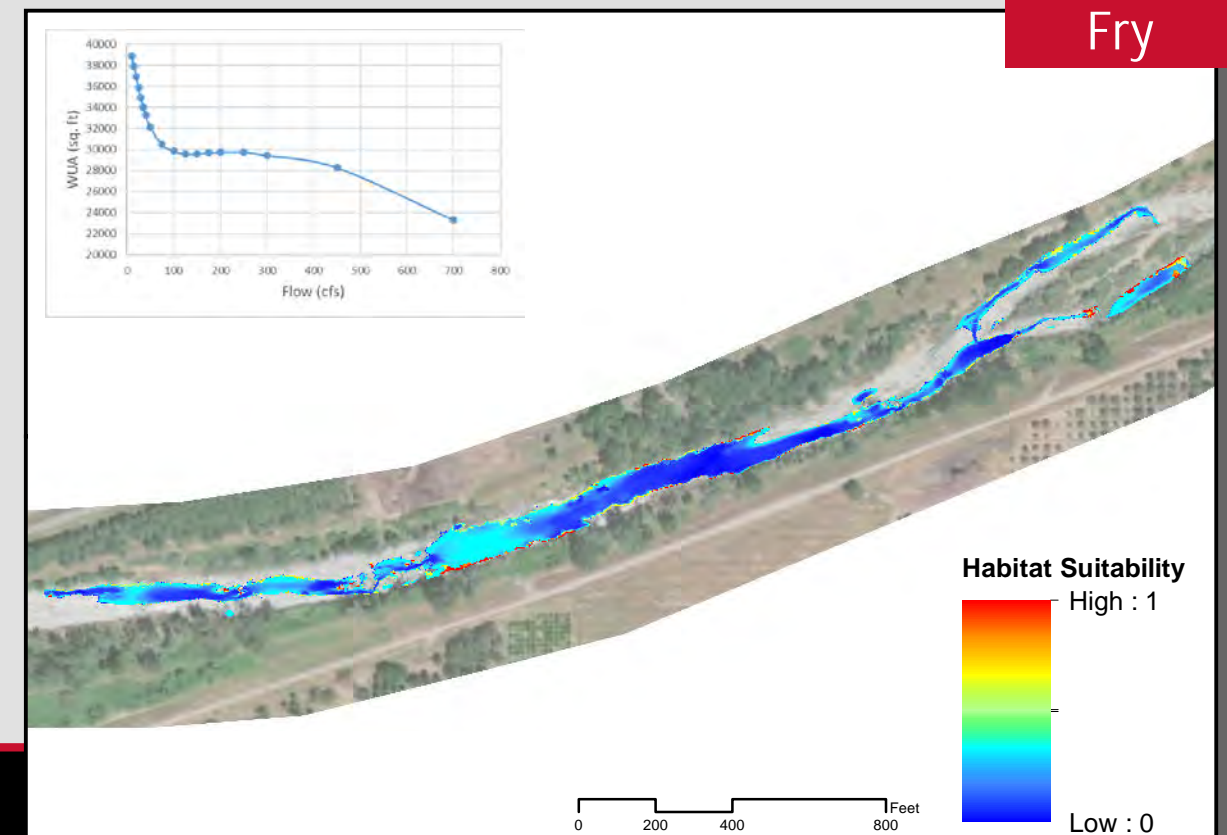 Fry
40000
38000
36000
34000
32000
30000
28000
26000
24000
22000
20000
WUA (sq. ft)
0 100 200 300 400 500 600 700 800
Flow (cfs)
Habitat Suitability
High : 1
Low : 0
Feet
0 200 400 800